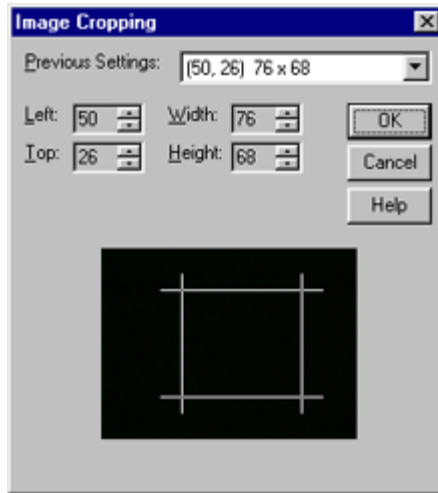 Image Cropping
Previous Settings: (50, 26) 76 x 68
Left: 50 Width: 76 OK
Top: 26 Height: 68 Cancel
Help